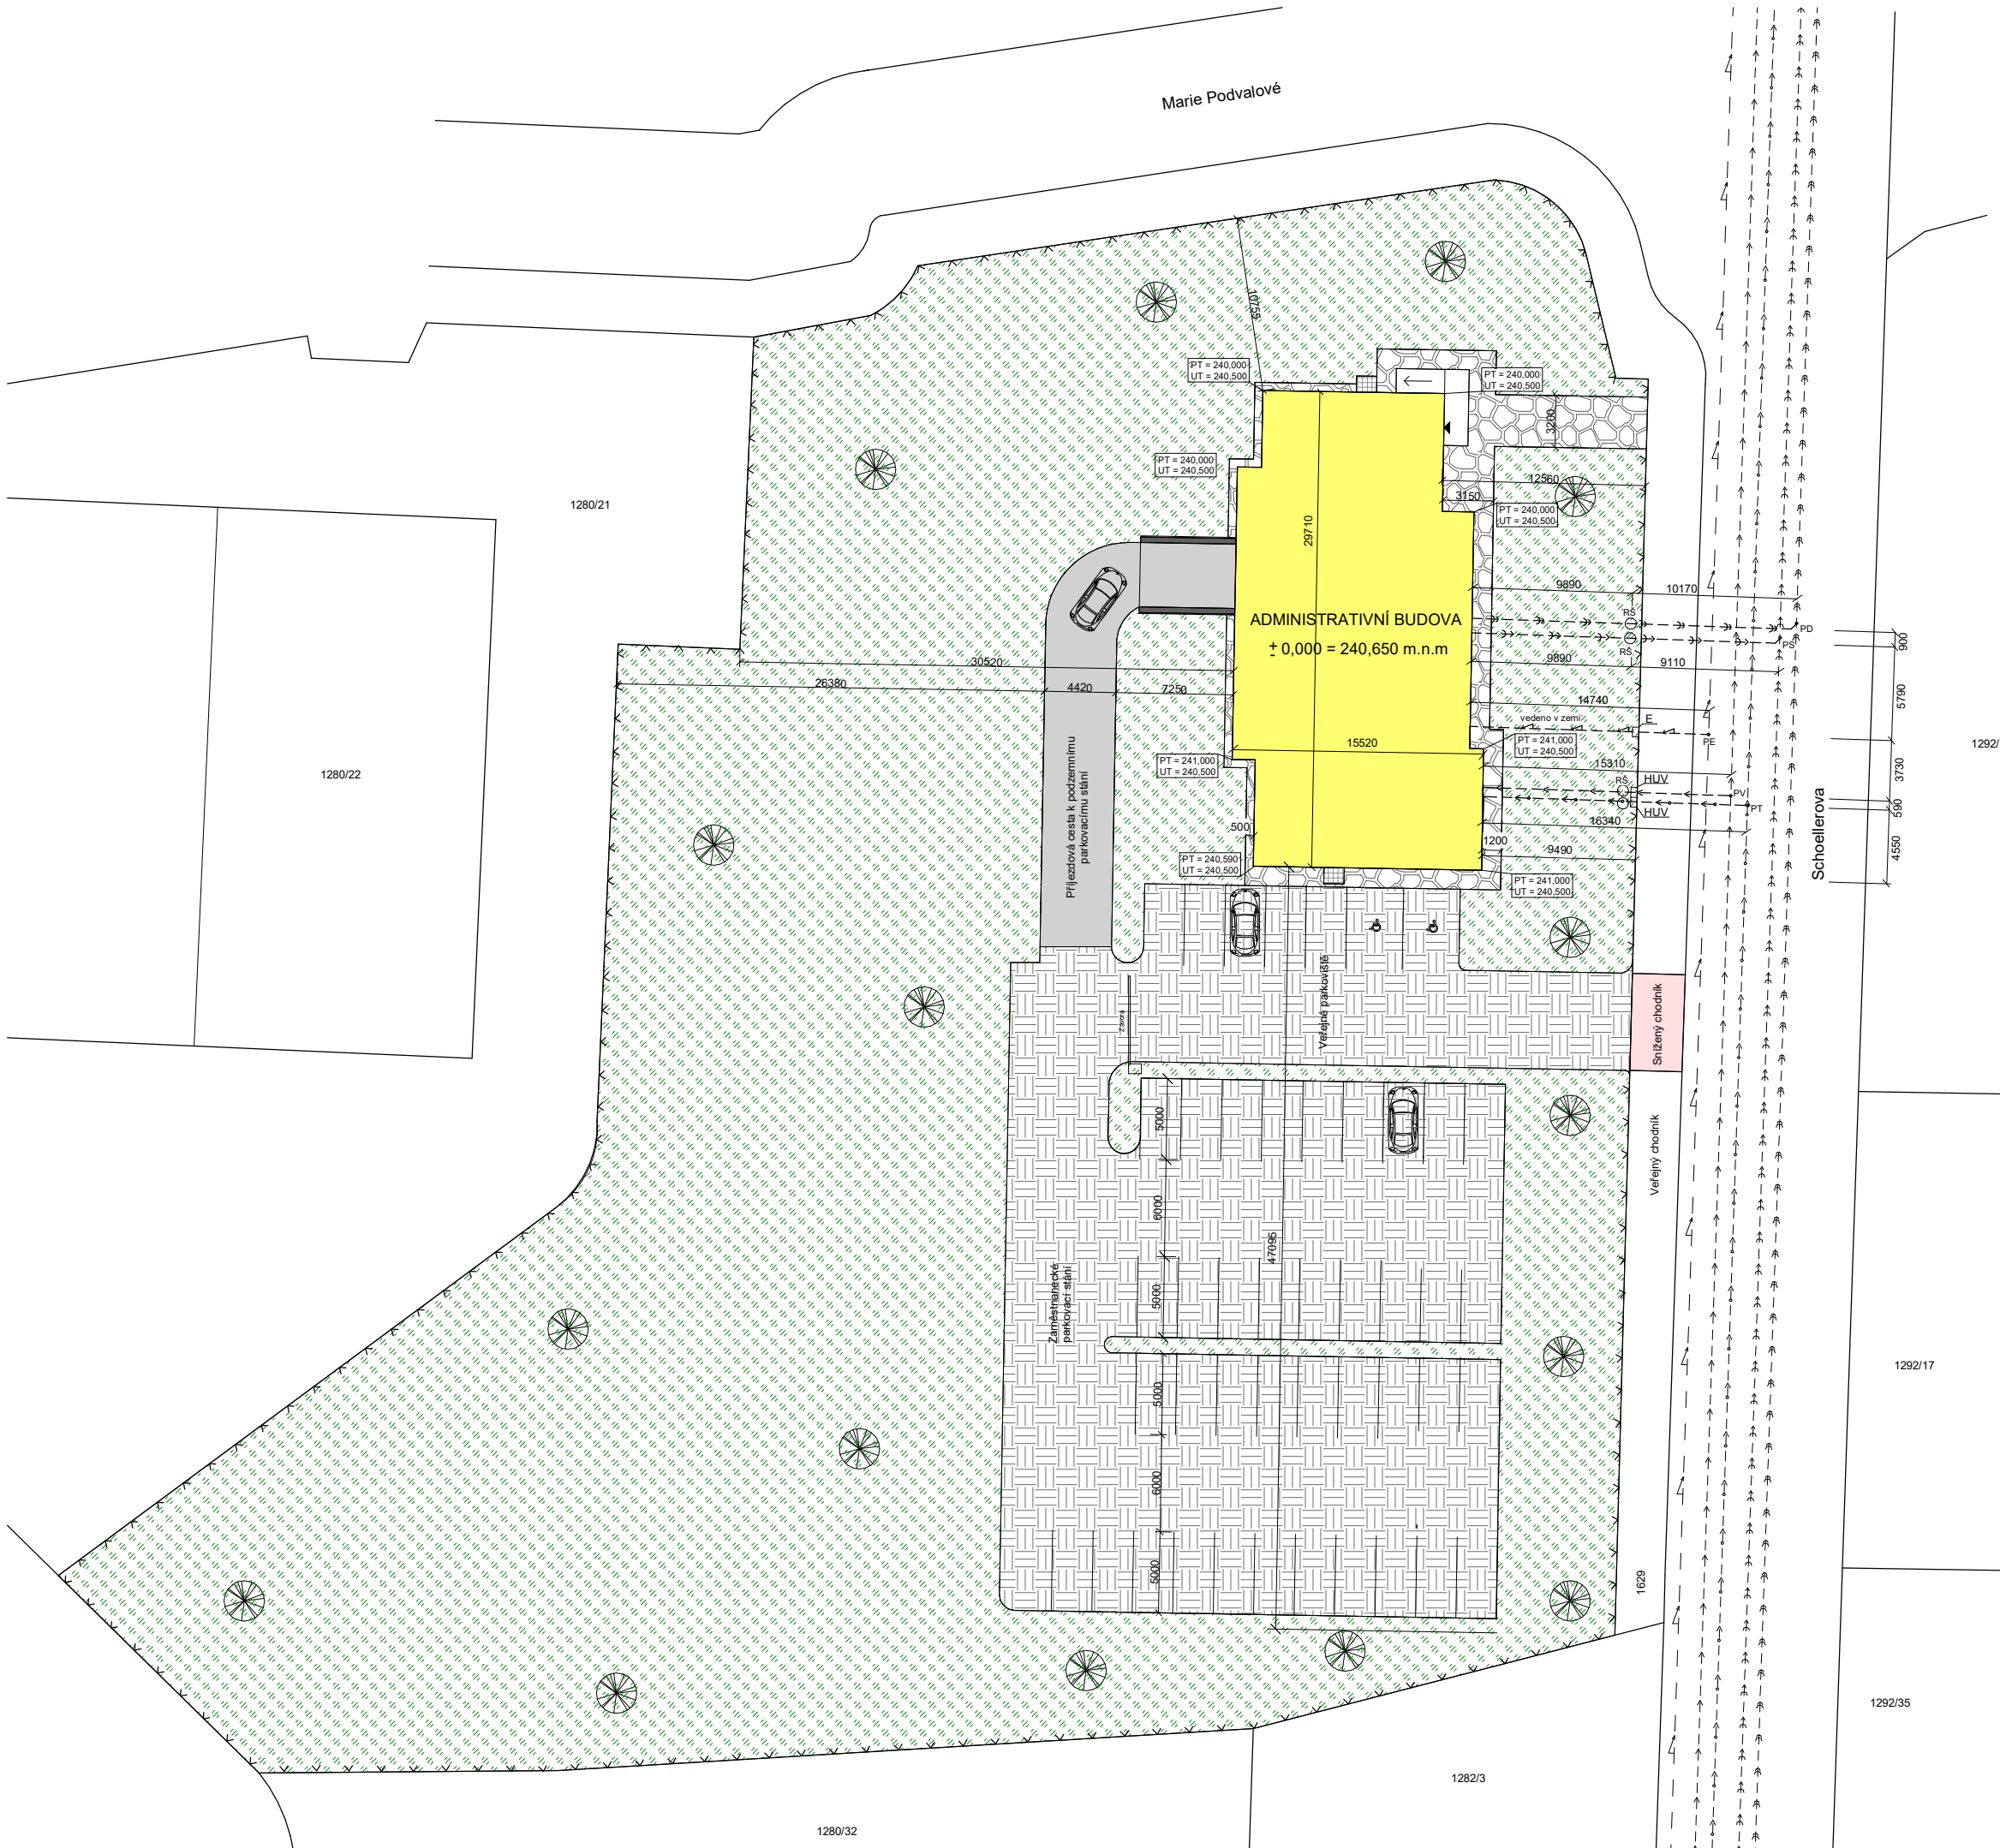 Marie Podvalové
10755
PT = 240,000
UT = 240,500
PT = 240,000
UT = 240,500
3200
PT = 240,000
UT = 240,500
12560
3150
PT = 240,000
UT = 240,500
1280/21
29710
9890
10170
RŠ
PD
ADMINISTRATIVNÍ BUDOVA
± 0,000 = 240,650 m.n.m
PS
RŠ
900
30520
9890
9110
26380
4420
7250
14740
5790
vedeno v zemi
E
PE
15520
PT = 241,000
UT = 240,500
1292/
PT = 241,000
UT = 240,500
15310
3730
1280/22
RŠ
HUV
PV
PT
HUV
590
Příjezdová cesta k podzemnímu
parkovacímu stání
500
16340
Schoellerova
1200
9490
4550
PT = 240,590
UT = 240,500
PT = 241,000
UT = 240,500
Veřejné parkoviště
Závora
Snížený chodník
5000
Veřejný chodník
6000
47095
Zaměstnanecké
parkovací stání
5000
1292/17
5000
6000
5000
1629
1292/35
1282/3
1280/32